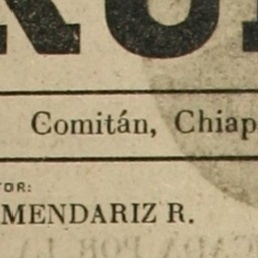 Comitán, Chiap
TOR:
MENDARIZ R.